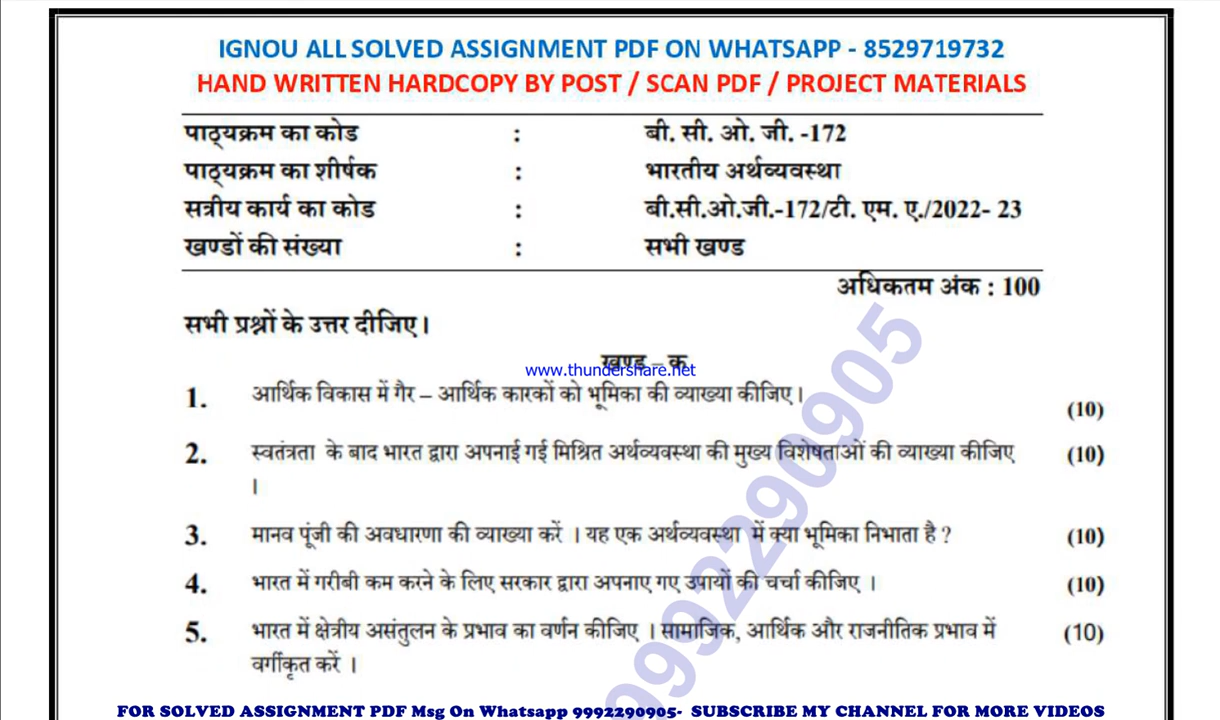 IGNOU ALL SOLVED ASSIGNMENT PDF ON WHATSAPP - 8529719732
HAND WRITTEN HARDCOPY BY POST / SCAN PDF / PROJECT MATERIALS
पाठ्यक्रम का कोड : बी. सी. ओ. जी. -172
पाठ्यक्रम का शीर्षक : भारतीय अर्थव्यवस्था
सत्रीय कार्य का कोड : बी.सी.ओ.जी.-172/टी. एम. ए./2022- 23
खण्डों की संख्या : सभी खण्ड
अधिकतम अंक : 100
सभी प्रश्नों के उत्तर दीजिए।
खण्ड – क
www.thundershare.net
1. आर्थिक विकास में गैर – आर्थिक कारकों को भूमिका की व्याख्या कीजिए। (10)
2. स्वतंत्रता के बाद भारत द्वारा अपनाई गई मिश्रित अर्थव्यवस्था की मुख्य विशेषताओं की व्याख्या कीजिए (10)
।
3. मानव पूंजी की अवधारणा की व्याख्या करें । यह एक अर्थव्यवस्था में क्या भूमिका निभाता है ? (10)
4. भारत में गरीबी कम करने के लिए सरकार द्वारा अपनाए गए उपायों की चर्चा कीजिए । (10)
5. भारत में क्षेत्रीय असंतुलन के प्रभाव का वर्णन कीजिए । सामाजिक, आर्थिक और राजनीतिक प्रभाव में (10)
वर्गीकृत करें ।
9992290905
FOR SOLVED ASSIGNMENT PDF Msg On Whatsapp 9992290905- SUBSCRIBE MY CHANNEL FOR MORE VIDEOS